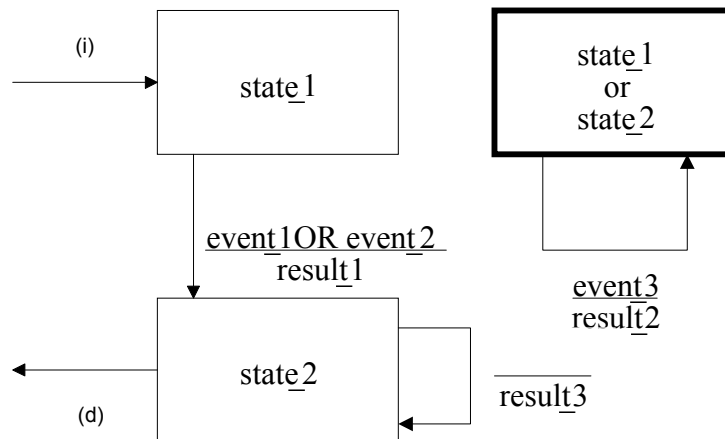 (i)
state_1
state_1
or
state_2
event_1OR event_2
result_1
event_3
result_2
state_2
result_3
(d)